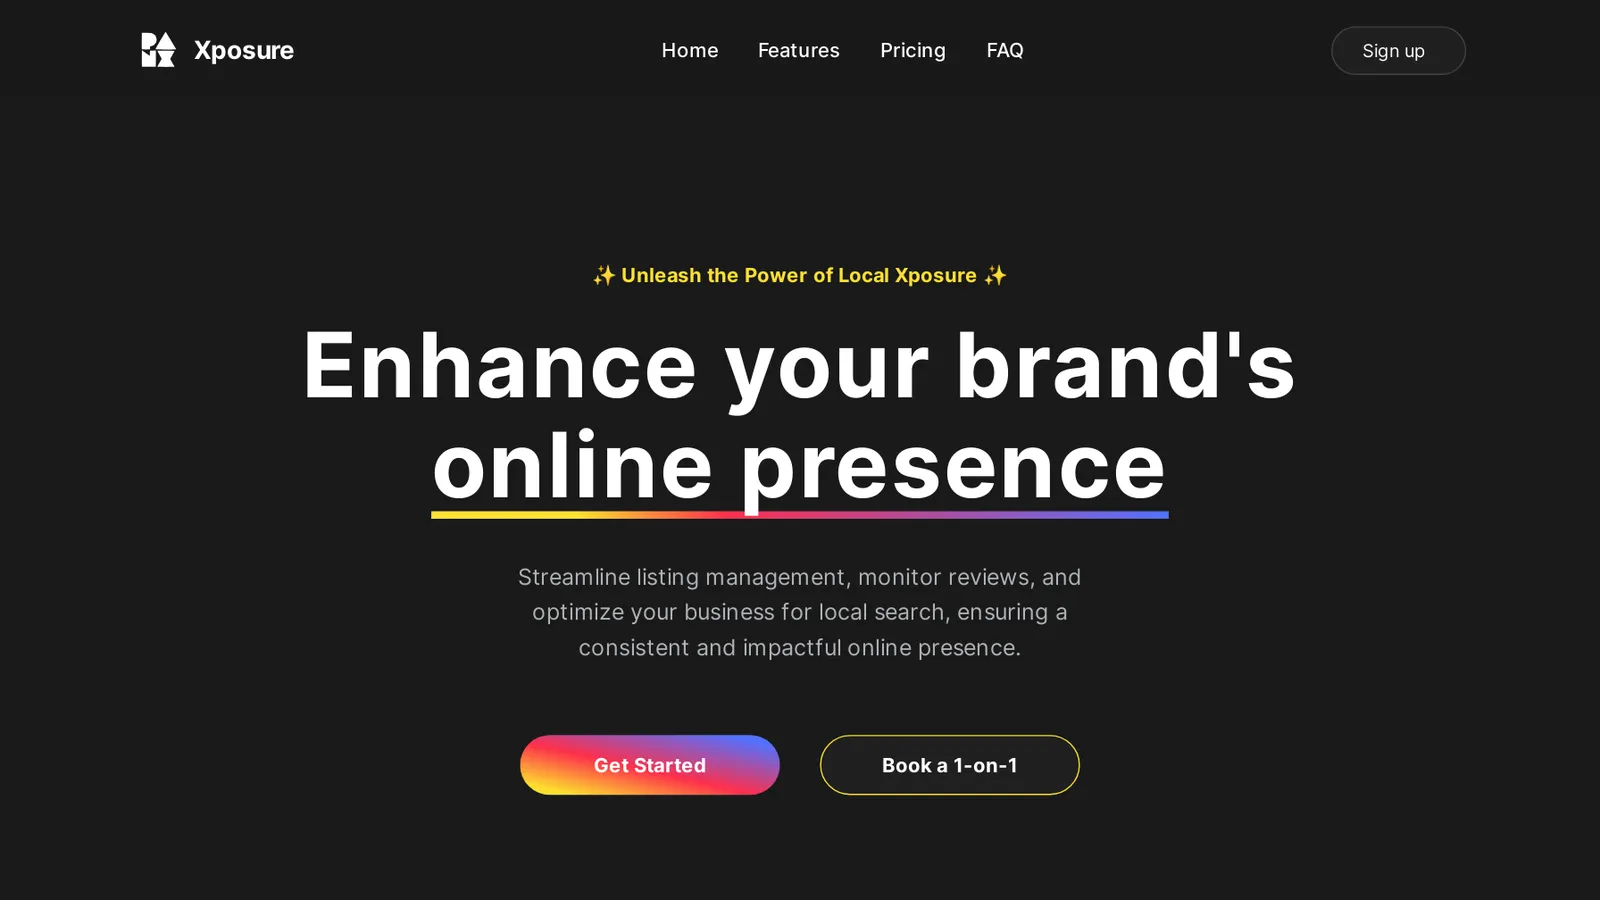 Xposure
Home
Features
Pricing
FAQ
Sign up
✨ Unleash the Power of Local Xposure ✨
Enhance your brand's
online presence
Streamline listing management, monitor reviews, and
optimize your business for local search, ensuring a
consistent and impactful online presence.
Get Started
Book a 1-on-1